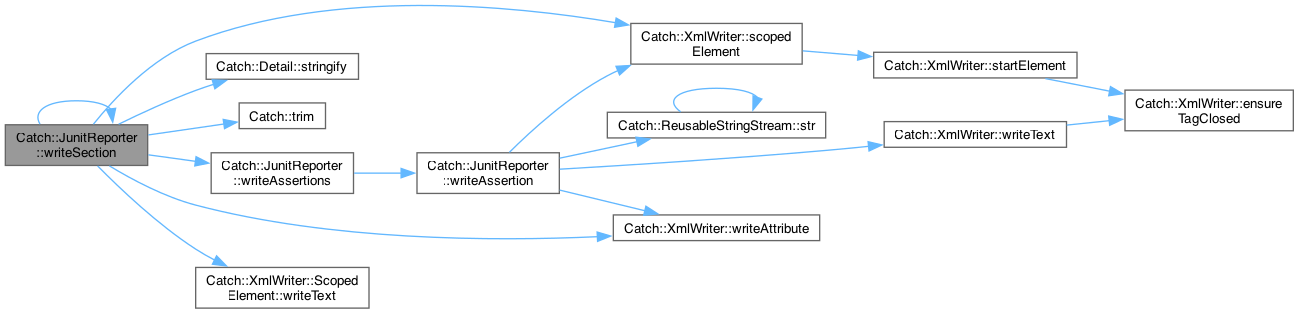 Catch::JunitReporter
::writeSection
Catch::Detail::stringify
Catch::trim
Catch::JunitReporter
::writeAssertions
Catch::XmlWriter::Scoped
Element::writeText
Catch::JunitReporter
::writeAssertion
Catch::XmlWriter::scoped
Element
Catch::ReusableStringStream::str
Catch::XmlWriter::writeAttribute
Catch::XmlWriter::startElement
Catch::XmlWriter::writeText
Catch::XmlWriter::ensure
TagClosed